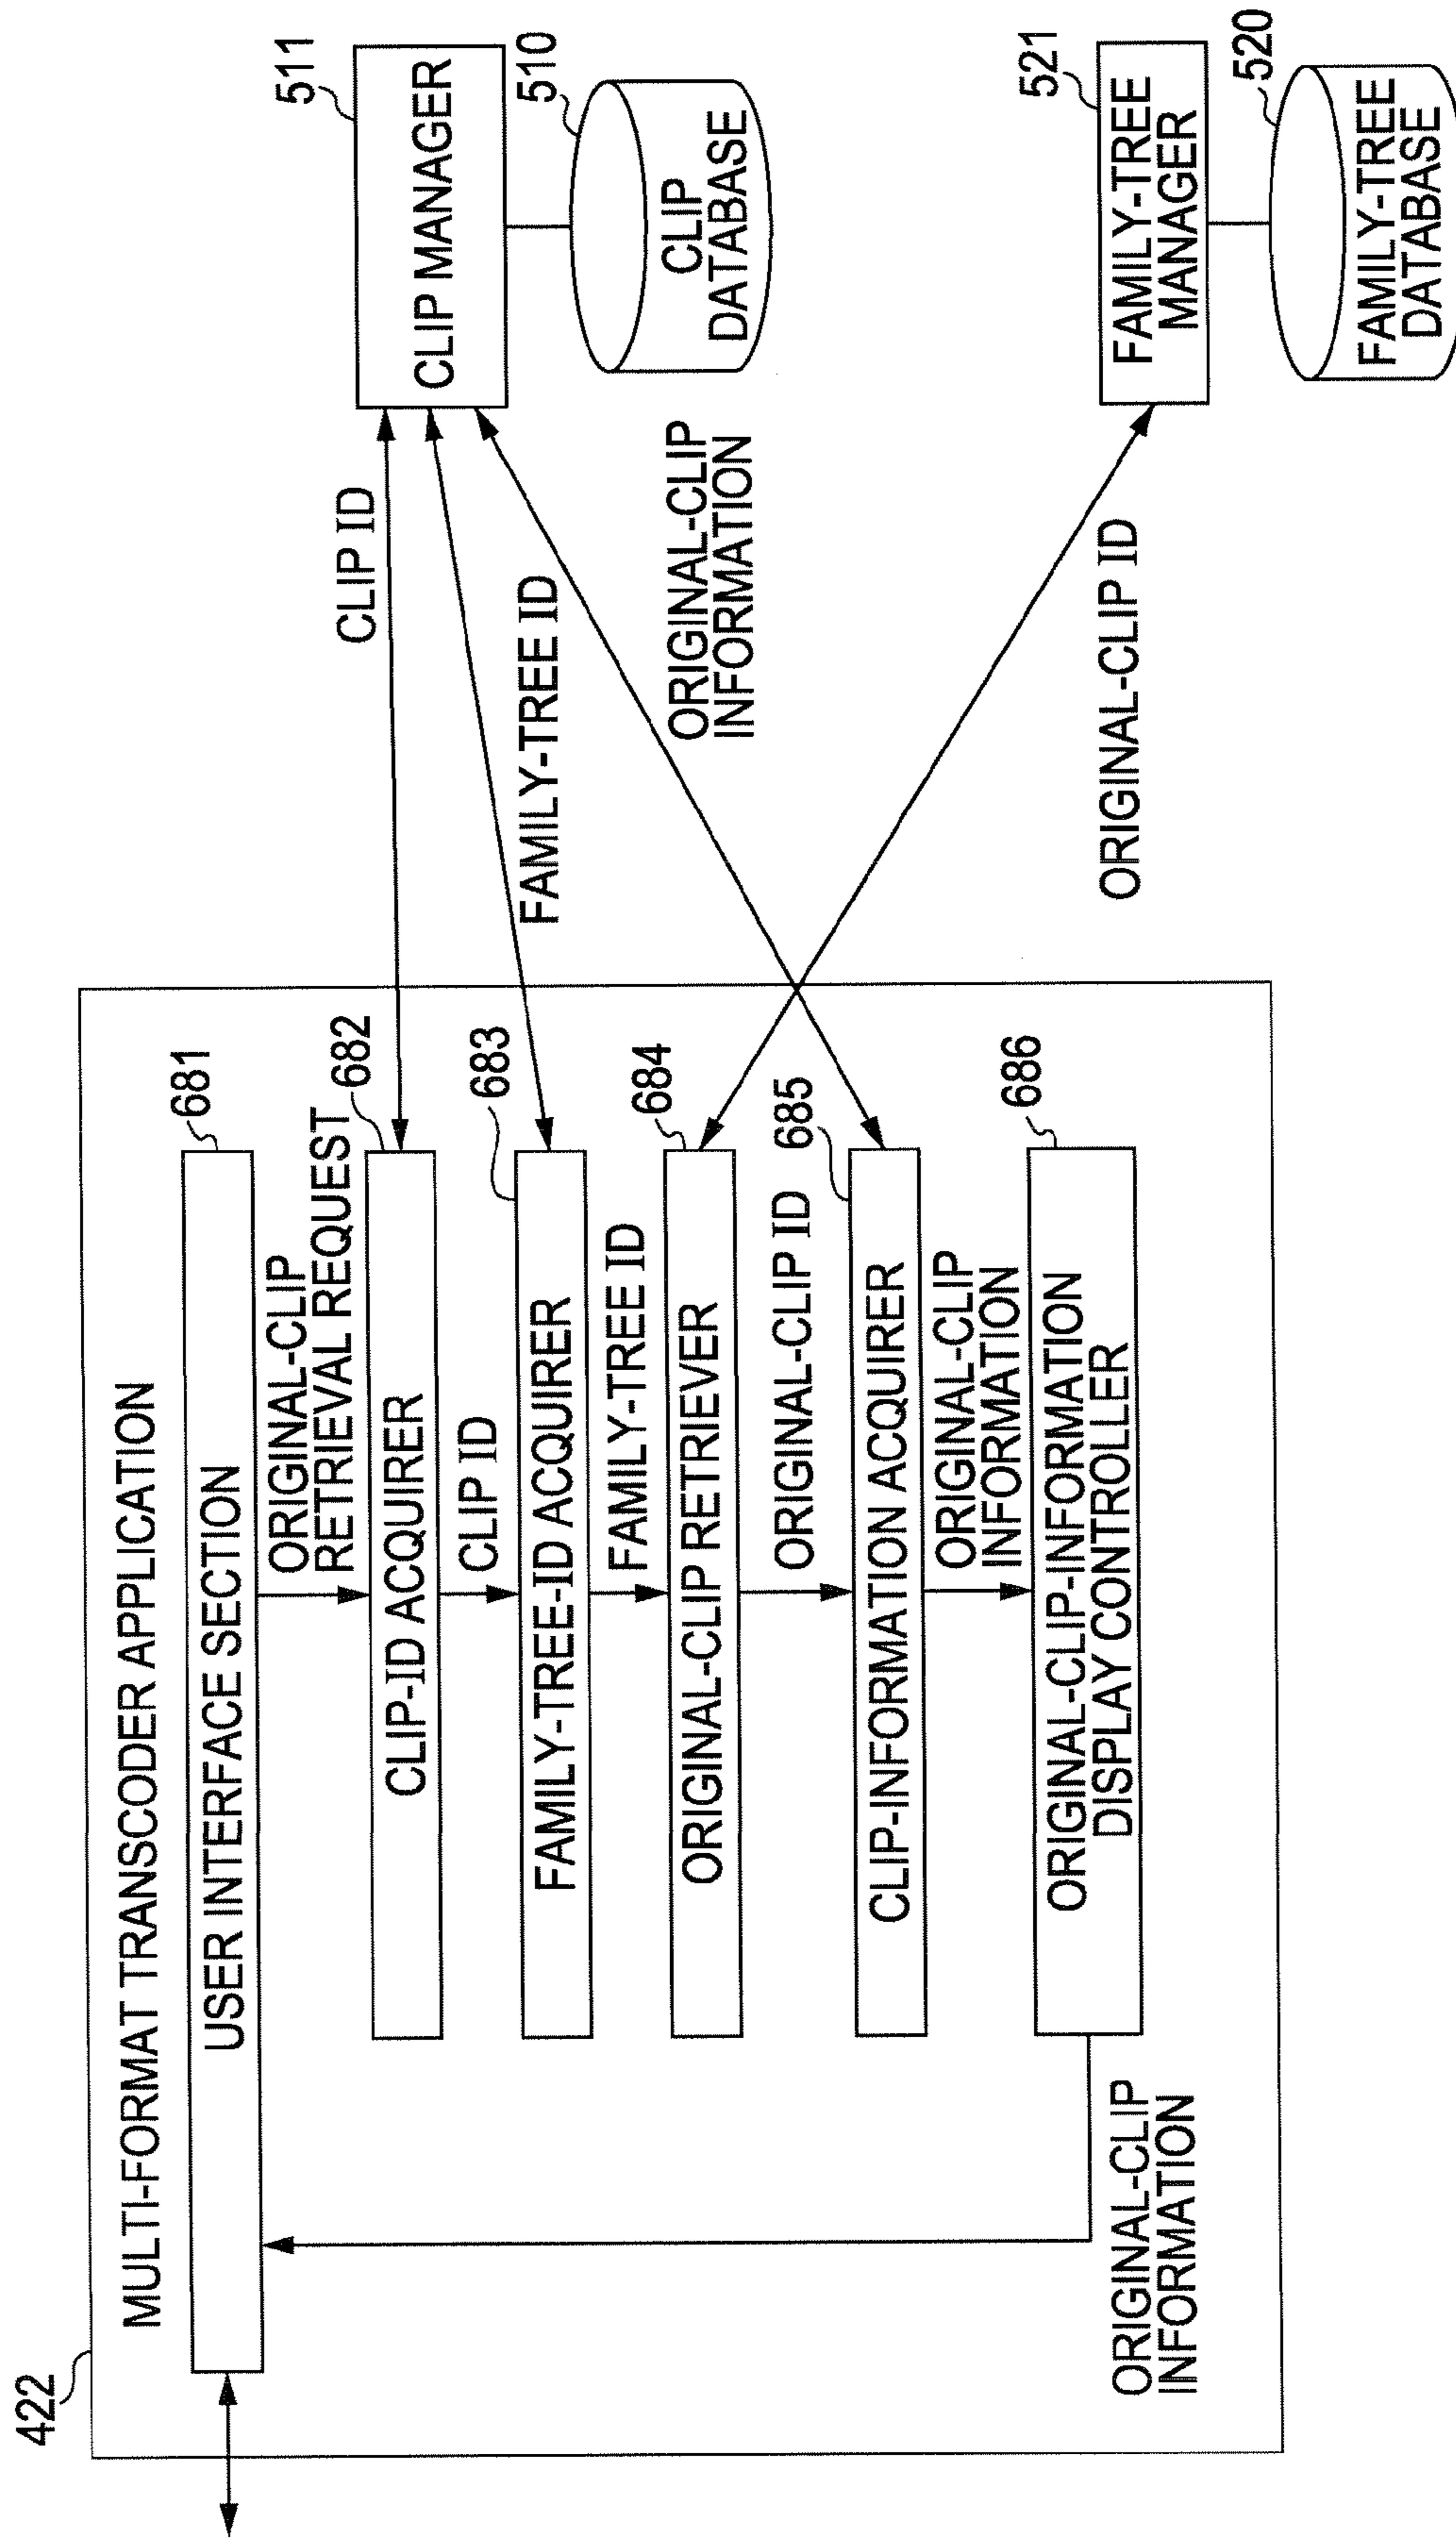 422
MULTI-FORMAT TRANSCODER APPLICATION
681
USER INTERFACE SECTION
ORIGINAL-CLIP
RETRIEVAL REQUEST
682
CLIP-ID ACQUIRER
CLIP ID
683
FAMILY-TREE-ID ACQUIRER
FAMILY-TREE ID
684
ORIGINAL-CLIP RETRIEVER
ORIGINAL-CLIP ID
685
CLIP-INFORMATION ACQUIRER
ORIGINAL-CLIP
INFORMATION
686
ORIGINAL-CLIP-INFORMATION
DISPLAY CONTROLLER
ORIGINAL-CLIP
INFORMATION
CLIP ID
FAMILY-TREE ID
ORIGINAL-CLIP
INFORMATION
ORIGINAL-CLIP ID
511
CLIP MANAGER
510
CLIP
DATABASE
521
FAMILY-TREE
MANAGER
520
FAMILY-TREE
DATABASE